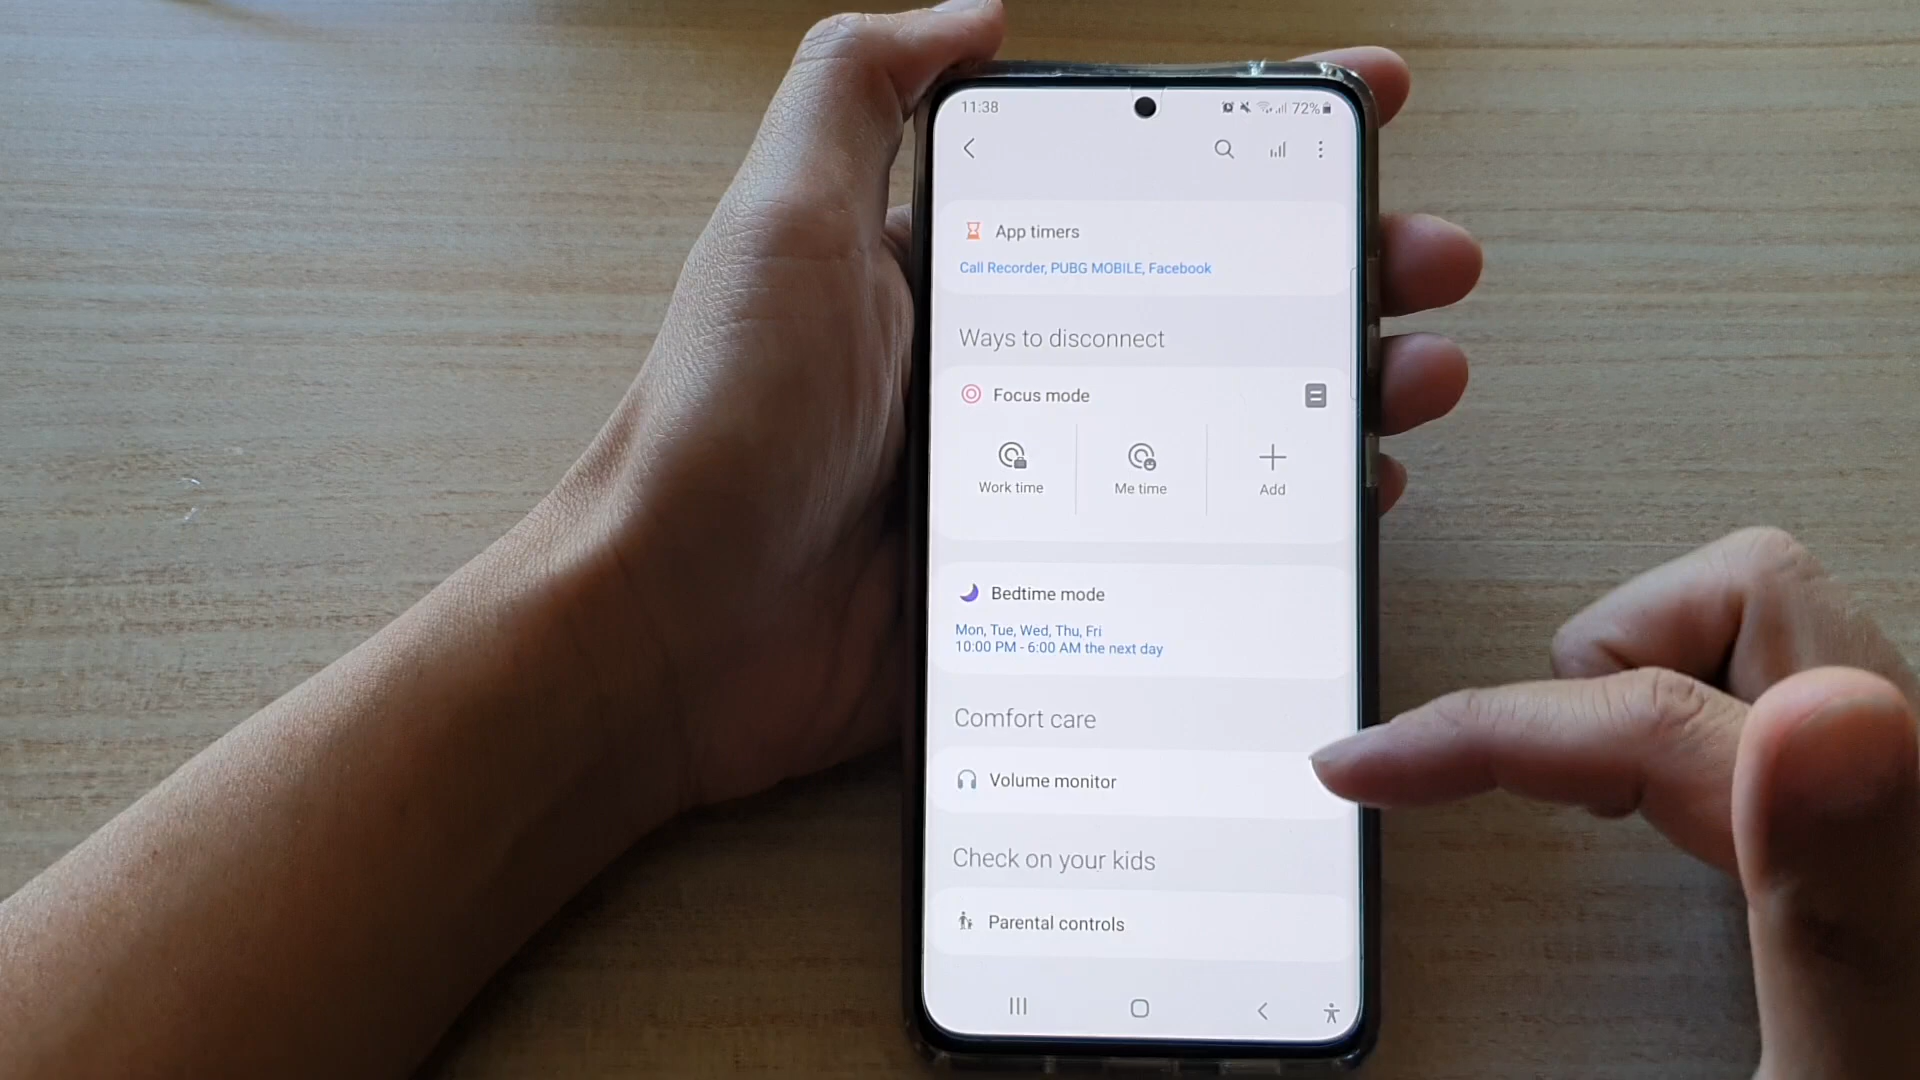 11:38
72%
App timers
Call Recorder, PUBG MOBILE, Facebook
Ways to disconnect
Focus mode
Work time
Me time
Add
Bedtime mode
Mon, Tue, Wed, Thu, Fri
10:00 PM - 6:00 AM the next day
Comfort care
Volume monitor
Check on your kids
Parental controls